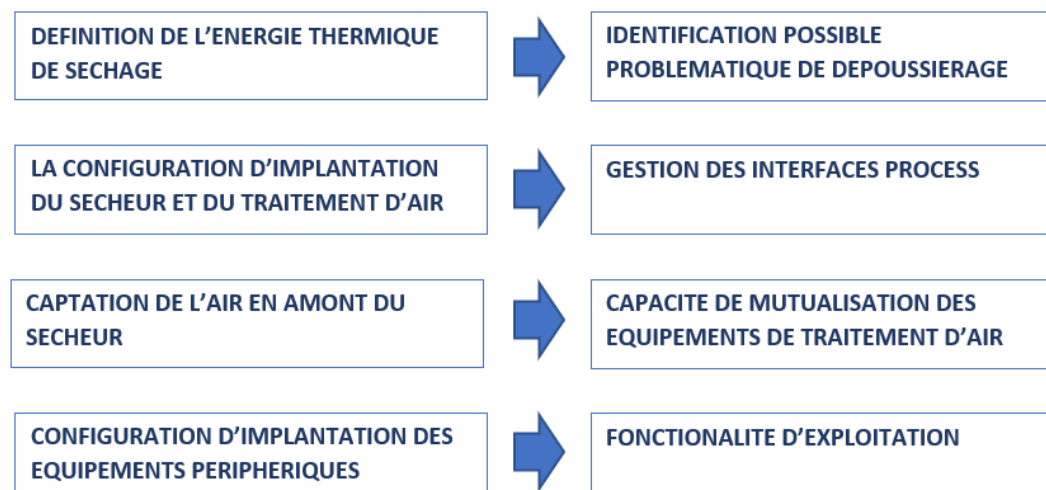 DEFINITION DE L'ENERGIE THERMIQUE
DE SECHAGE
IDENTIFICATION POSSIBLE
PROBLEMATIQUE DE DEPOUSSIERAGE
LA CONFIGURATION D'IMPLANTATION
DU SECHEUR ET DU TRAITEMENT D'AIR
GESTION DES INTERFACES PROCESS
CAPTATION DE L'AIR EN AMONT DU
SECHEUR
CAPACITE DE MUTUALISATION DES
EQUIPEMENTS DE TRAITEMENT D'AIR
CONFIGURATION D'IMPLANTATION DES
EQUIPEMENTS PERIPHERIQUES
FONCTIONALITE D'EXPLOITATION